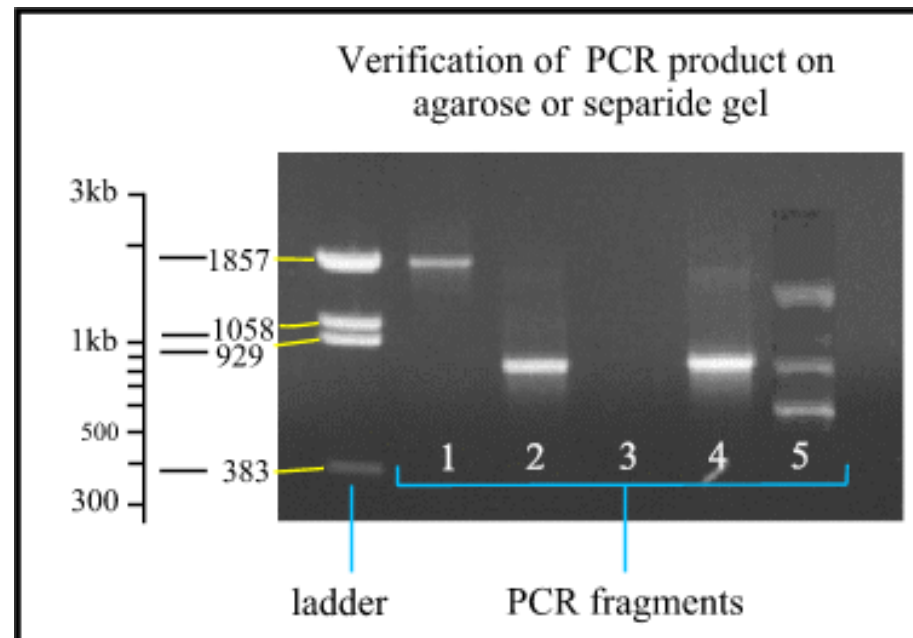 Verification of PCR product on
agarose or separide gel
3kb
1857
1058
1kb
929
500
383
300
1 2 3 4 5
ladder
PCR fragments